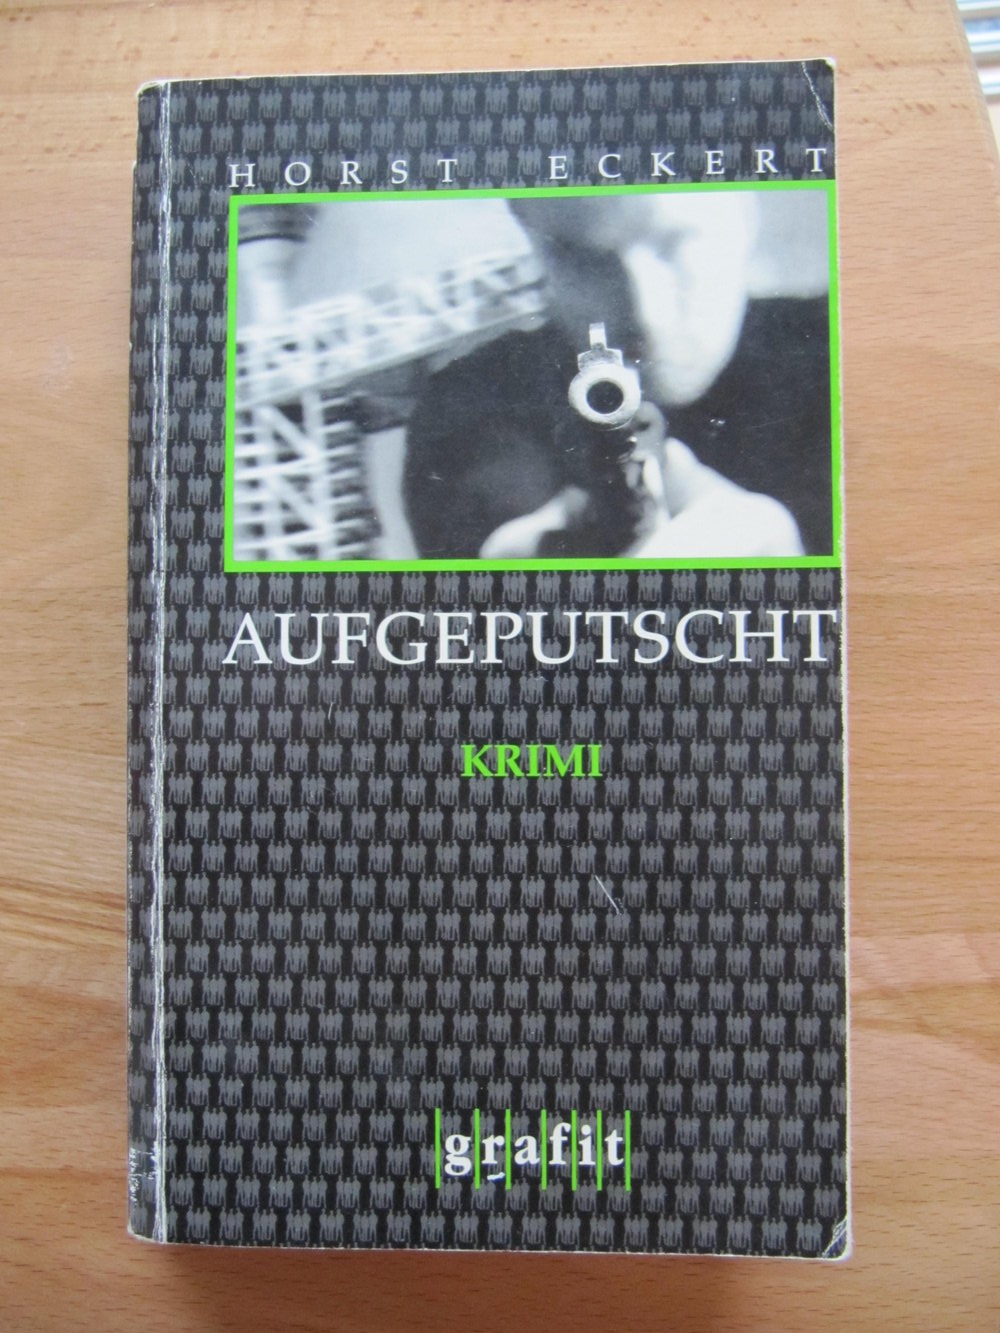 HORST ECKERT
AUFGEPUTSCHT
KRIMI
grafit